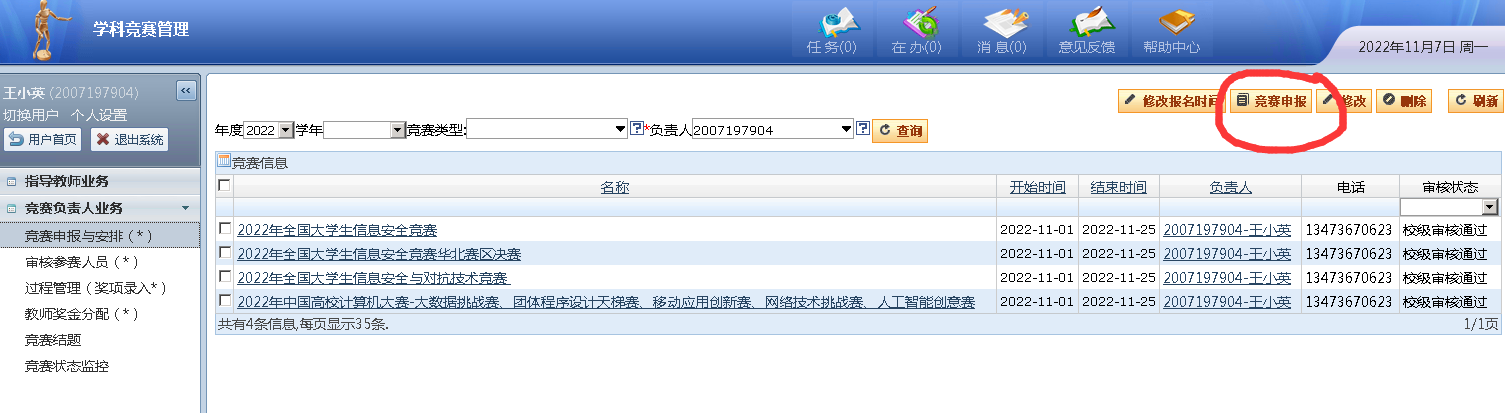 学科竞赛管理
任务(0) 在办(0) 消息(0) 意见反馈 帮助中心
2022年11月7日 周一
王小英 (2007197904)
切换用户 个人设置
用户首页 退出系统
指导教师业务
竞赛负责人业务
竞赛申报与安排(*)
审核参赛人员(*)
过程管理(奖项录入*)
教师奖金分配(*)
竞赛结题
竞赛状态监控
修改报名时间 竞赛申报 修改 删除 刷新
年度 2022 学年 竞赛类型: *负责人 2007197904 查询
竞赛信息
名称 开始时间 结束时间 负责人 电话 审核状态
2022年全国大学生信息安全竞赛 2022-11-01 2022-11-25 2007197904-王小英 13473670623 校级审核通过
2022年全国大学生信息安全竞赛华北赛区决赛 2022-11-01 2022-11-25 2007197904-王小英 13473670623 校级审核通过
2022年全国大学生信息安全与对抗技术竞赛 2022-11-01 2022-11-25 2007197904-王小英 13473670623 校级审核通过
2022年中国高校计算机大赛-大数据挑战赛、团体程序设计天梯赛、移动应用创新赛、网络技术挑战赛、人工智能创意赛 2022-11-01 2022-11-25 2007197904-王小英 13473670623 校级审核通过
共有4条信息,每页显示35条. 1/1页